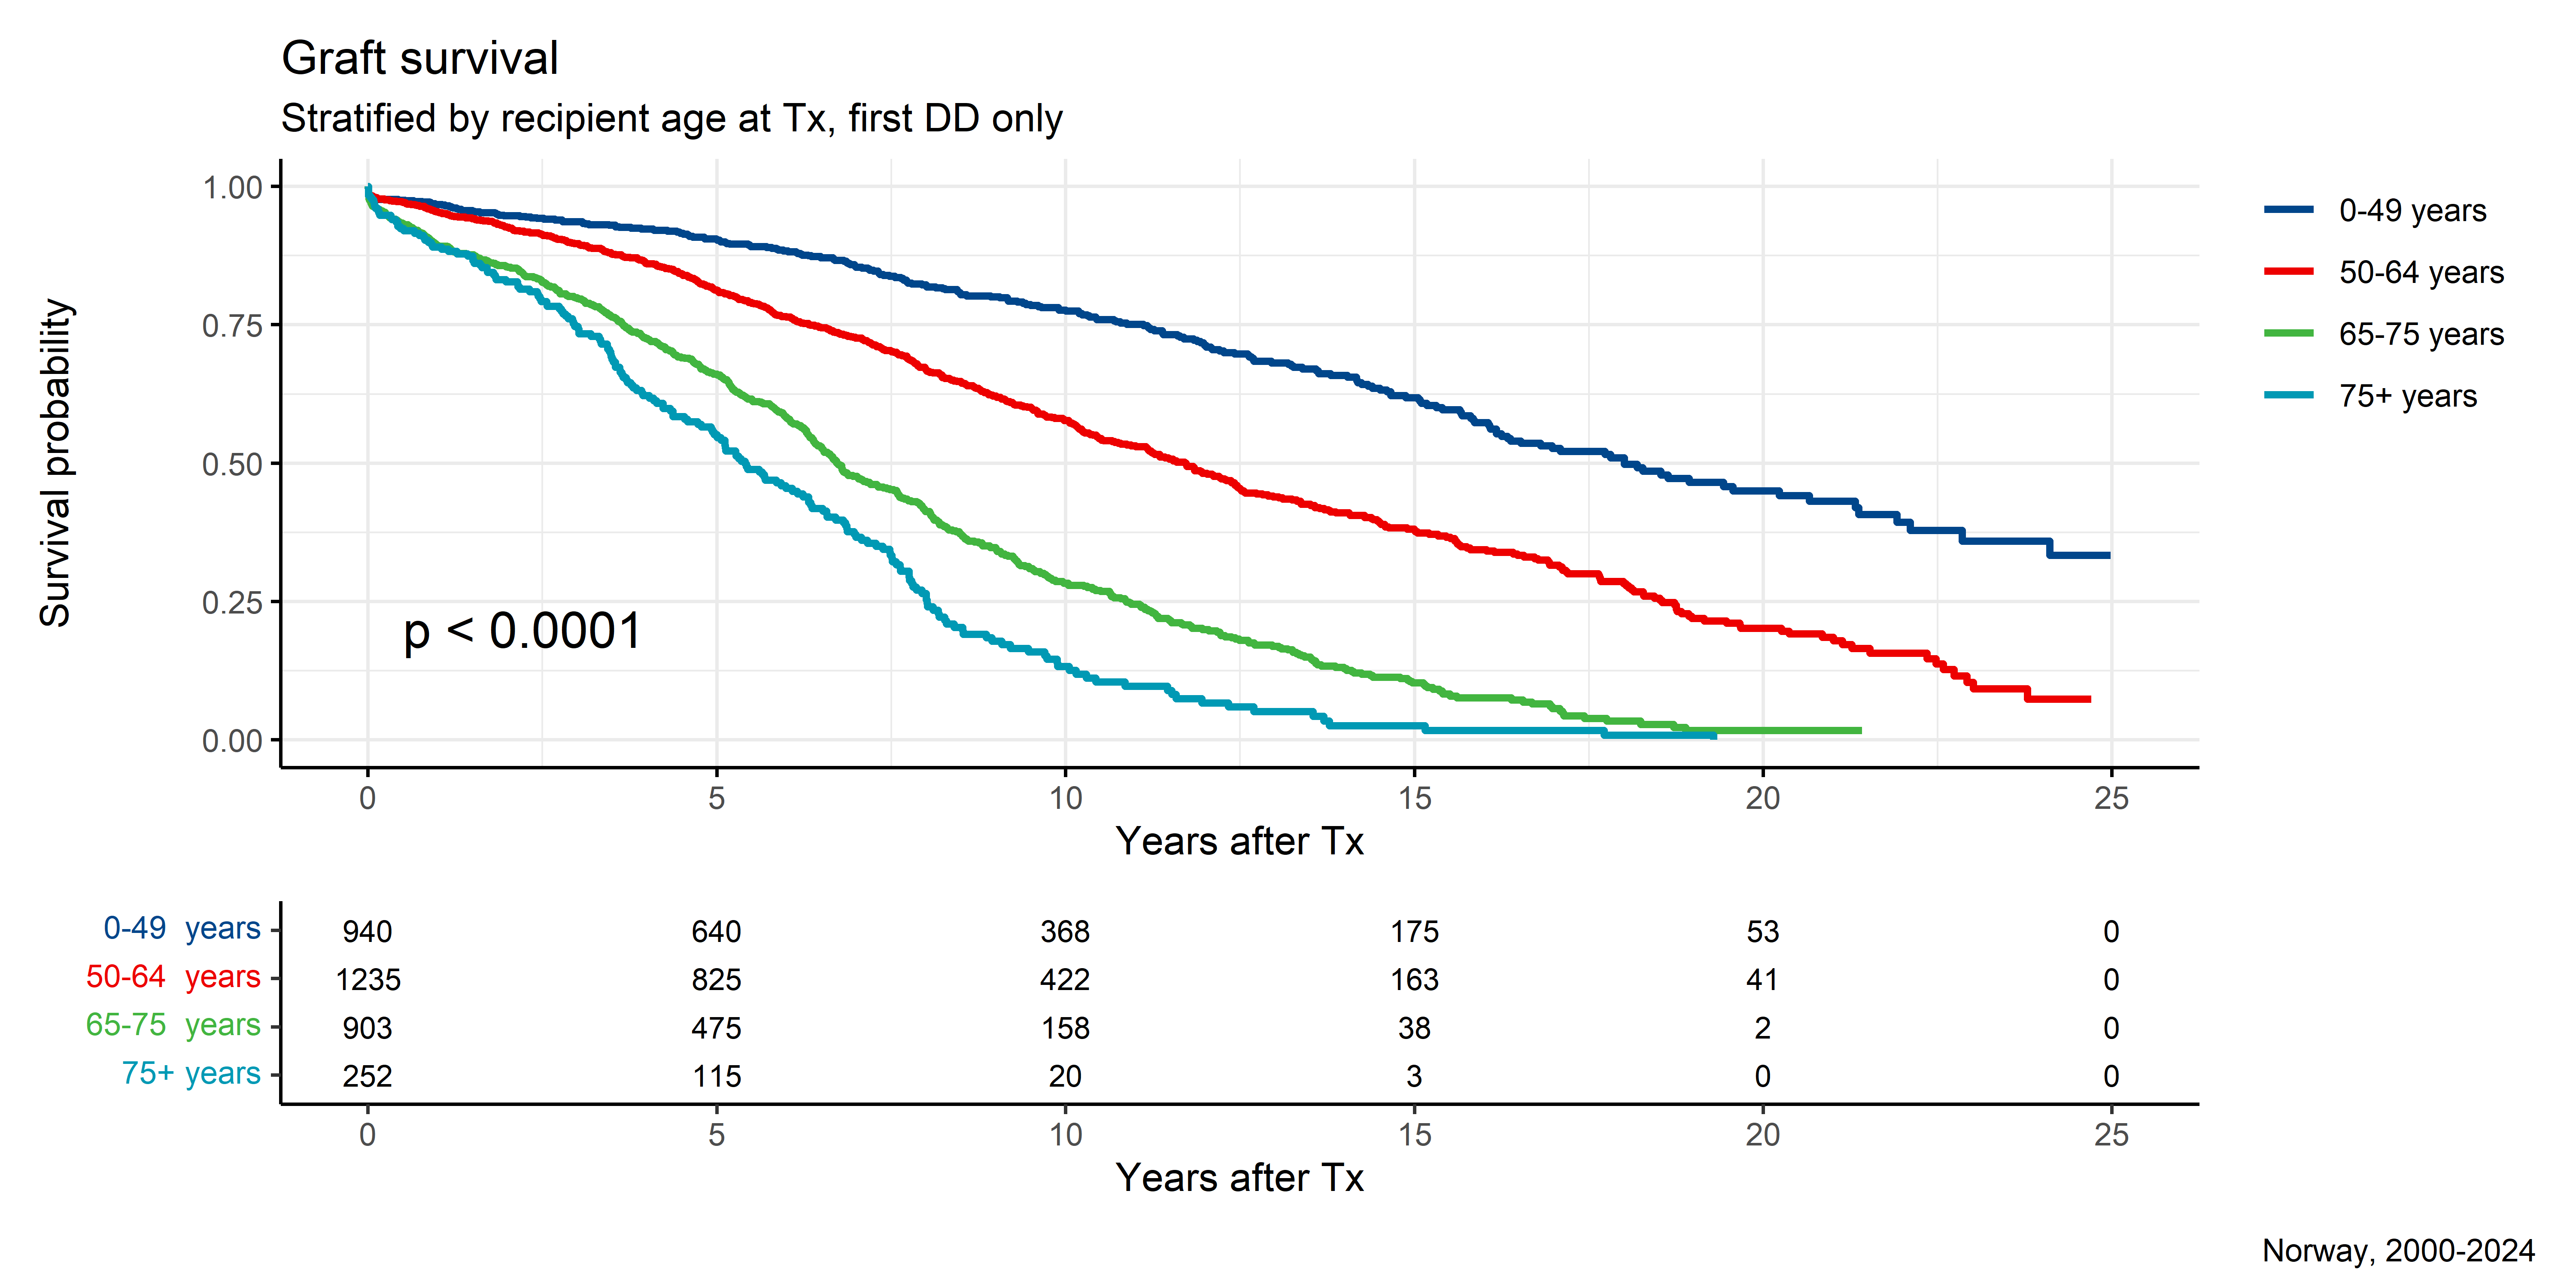 Graft survival
Stratified by recipient age at Tx, first DD only
Survival probability
1.00
0.75
0.50
0.25
0.00
p < 0.0001
0 5 10 15 20 25
Years after Tx
0-49 years
50-64 years
65-75 years
75+ years
0-49 years 940 640 368 175 53 0
50-64 years 1235 825 422 163 41 0
65-75 years 903 475 158 38 2 0
75+ years 252 115 20 3 0 0
0 5 10 15 20 25
Years after Tx
Norway, 2000-2024